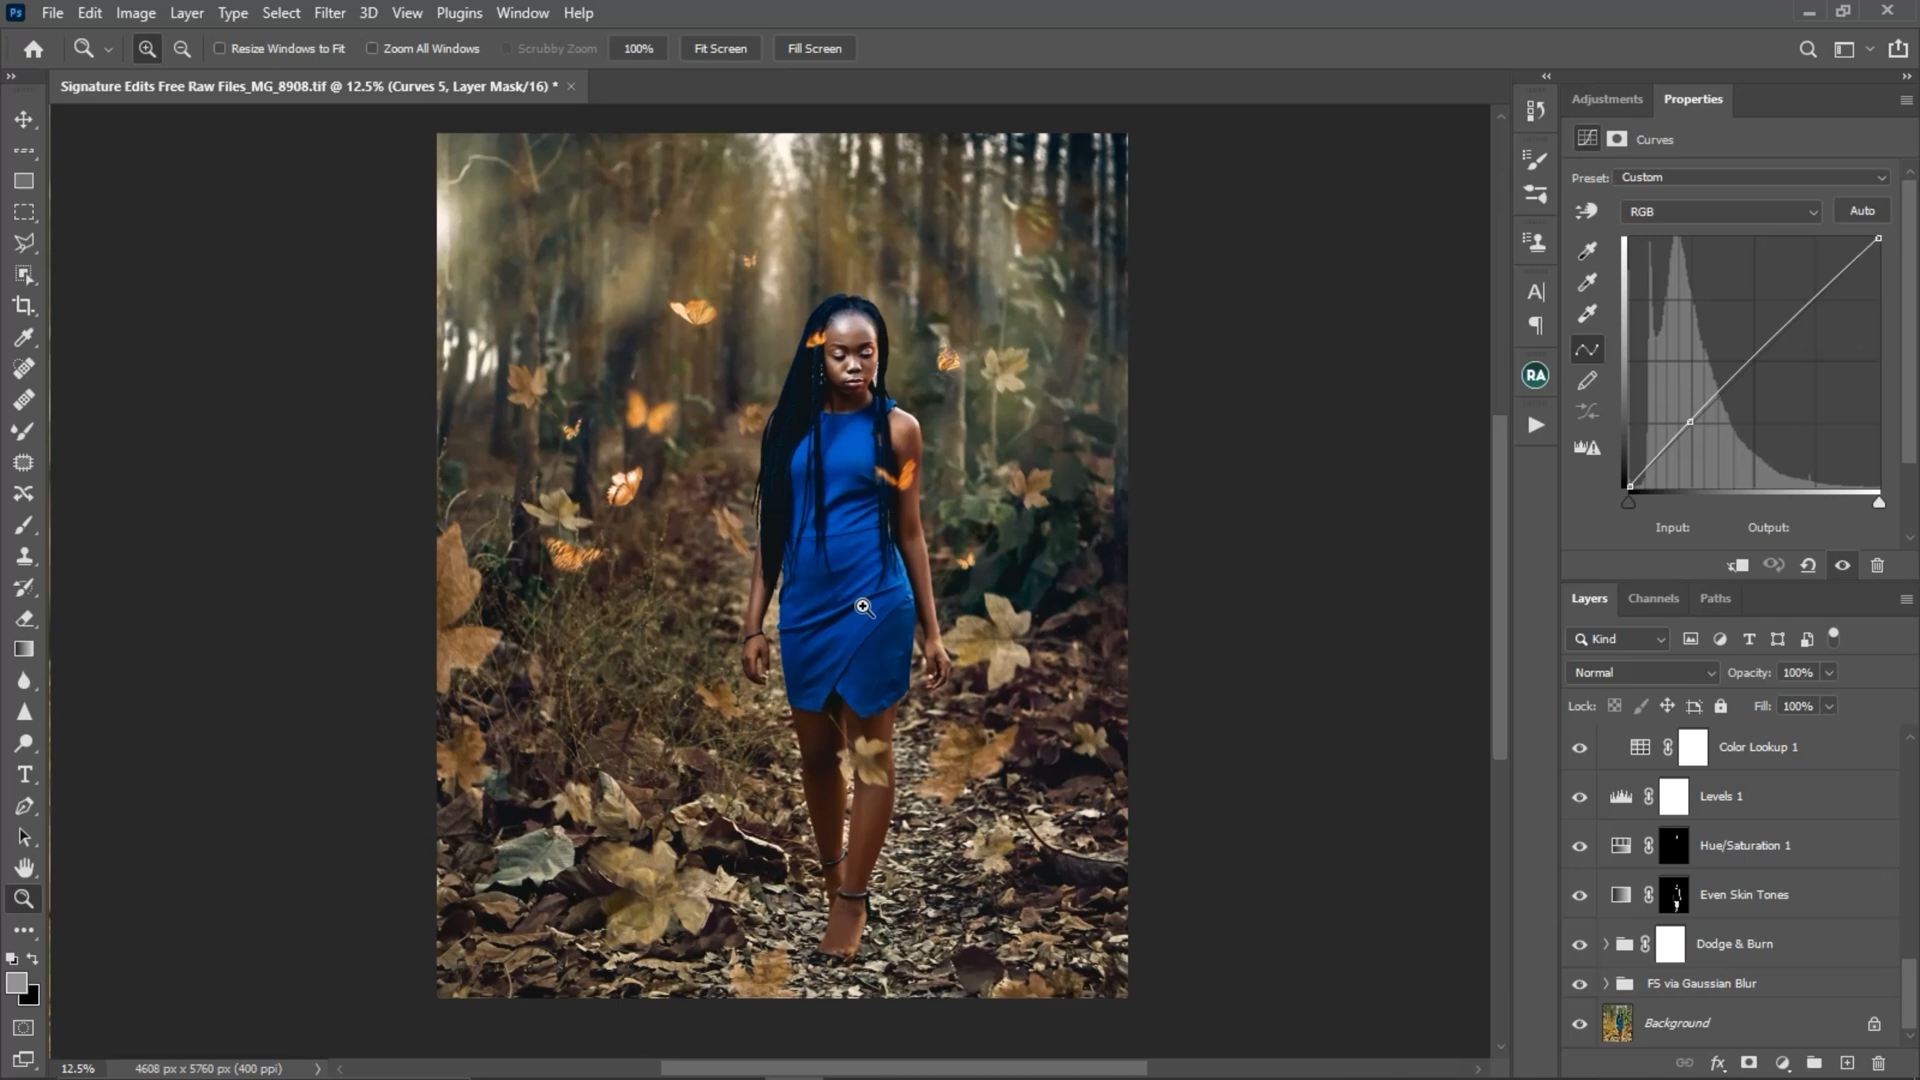 Ps File Edit Image Layer Type Select Filter 3D View Plugins Window Help
Resize Windows to Fit Zoom All Windows Scrubby Zoom 100% Fit Screen Fill Screen
Signature Edits Free Raw Files_MG_8908.tif @ 12.5% (Curves 5, Layer Mask/16) *
Adjustments Properties
Curves
Preset: Custom
RGB Auto
RA
Input: Output:
Layers Channels Paths
Kind
Normal Opacity: 100%
Lock: Fill: 100%
Color Lookup 1
Levels 1
Hue/Saturation 1
Even Skin Tones
Dodge & Burn
FS via Gaussian Blur
Background
12.5% 4608 px x 5760 px (400 ppi)